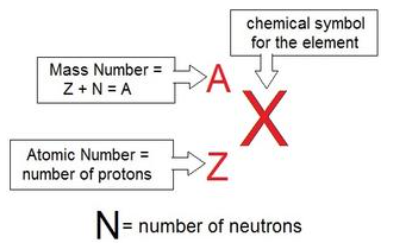 chemical symbol
for the element
Mass Number =
Z + N = A
A
X
Atomic Number =
number of protons
Z
N= number of neutrons